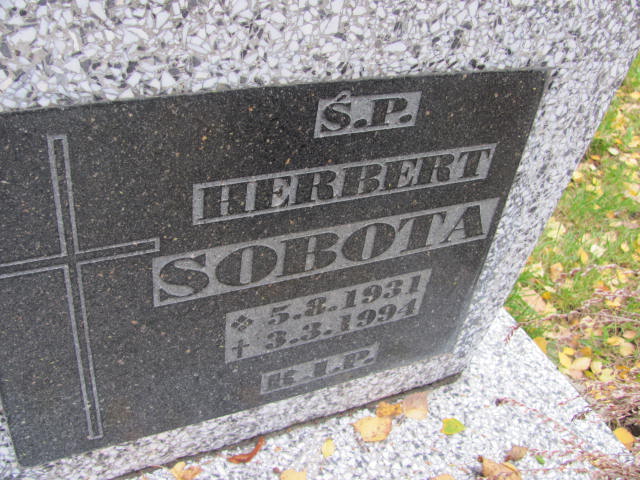 Ś.P.
HERBERT
SOBOTA
5.8.1931
† 3.3.1994
R.I.P.